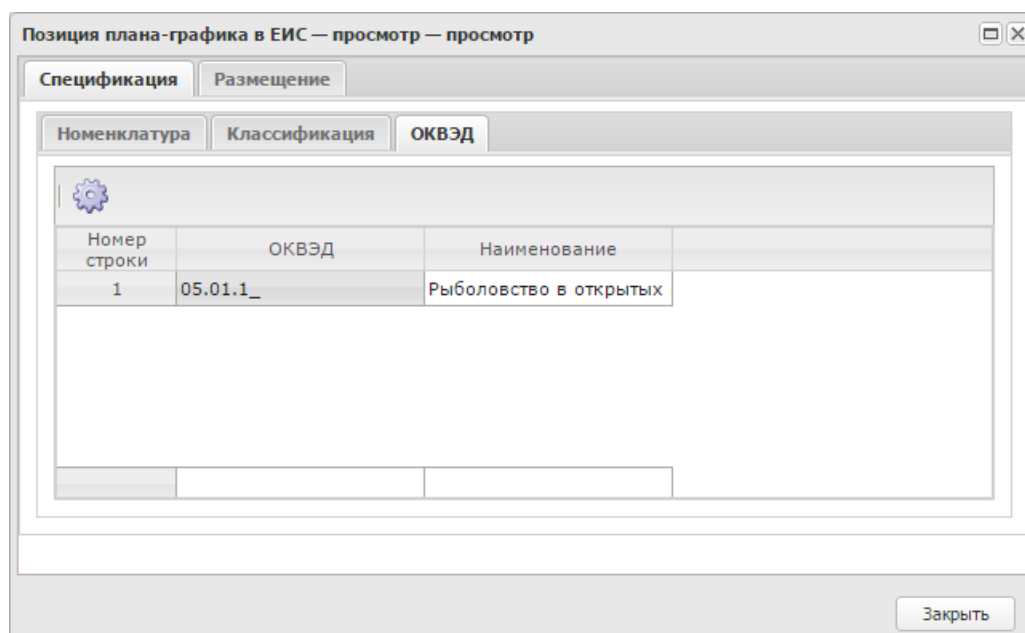 Позиция плана-графика в ЕИС — просмотр — просмотр
Спецификация Размещение
Номенклатура Классификация ОКВЭД
Номер строки ОКВЭД Наименование
1 05.01.1_ Рыболовство в открытых
Закрыть